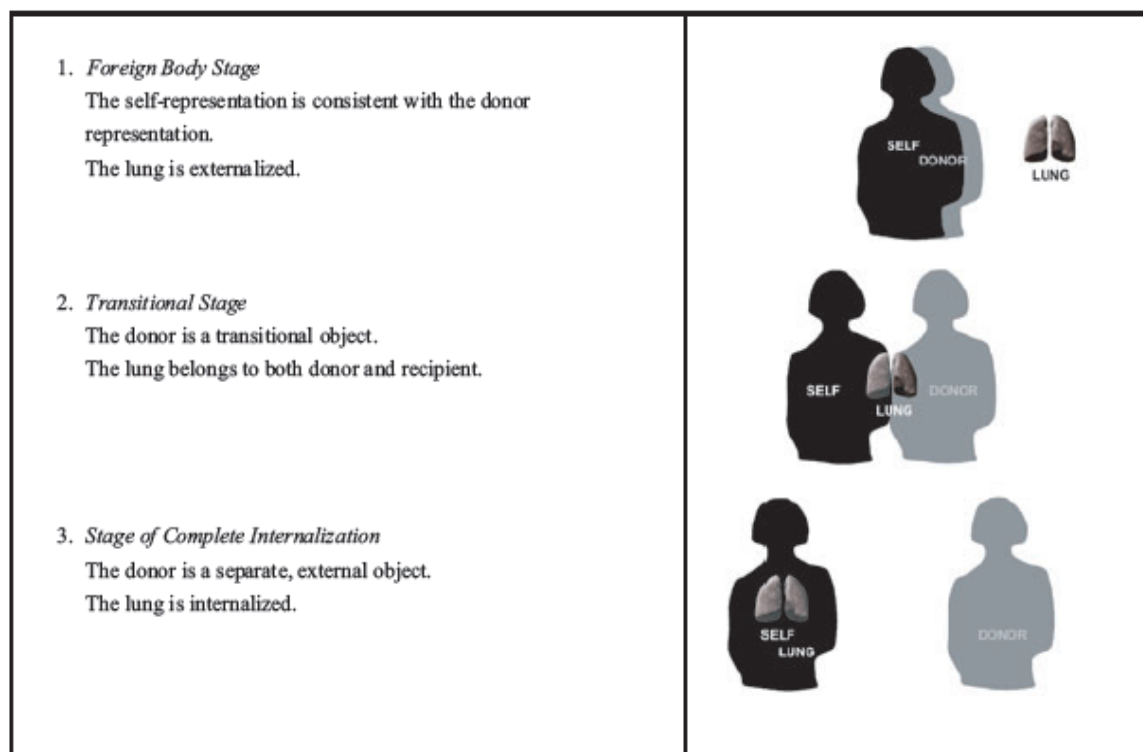 1. Foreign Body Stage
The self-representation is consistent with the donor
representation.
The lung is externalized.
SELF
DONOR
LUNG
2. Transitional Stage
The donor is a transitional object.
The lung belongs to both donor and recipient.
SELF
LUNG
DONOR
3. Stage of Complete Internalization
The donor is a separate, external object.
The lung is internalized.
SELF
LUNG
DONOR